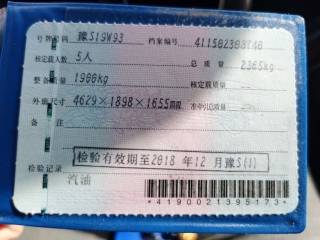 号牌号码 豫S19W93 档案编号 411502308146
核定载人数 5人 总质量 2365kg
整备质量 1900kg 核定载质量 --
外廓尺寸 4629×1898×1655mm 准牵引总质量 --
备注
检验有效期至2018年12月豫S(1)
检验记录
汽油
*4190021395173*